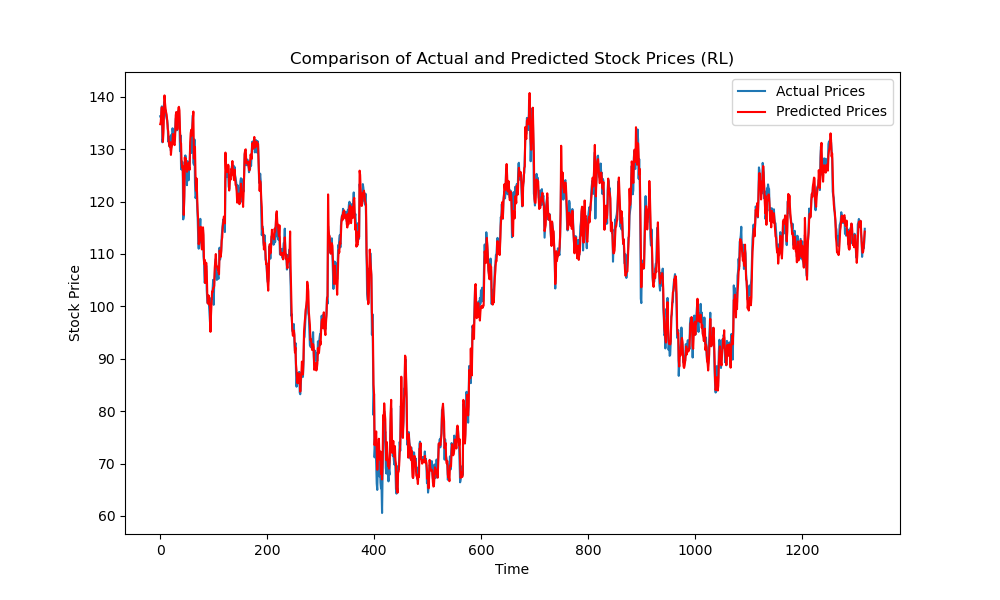 Comparison of Actual and Predicted Stock Prices (RL)
Actual Prices
Predicted Prices
140
130
120
110
100
90
80
70
60
Stock Price
0 200 400 600 800 1000 1200
Time